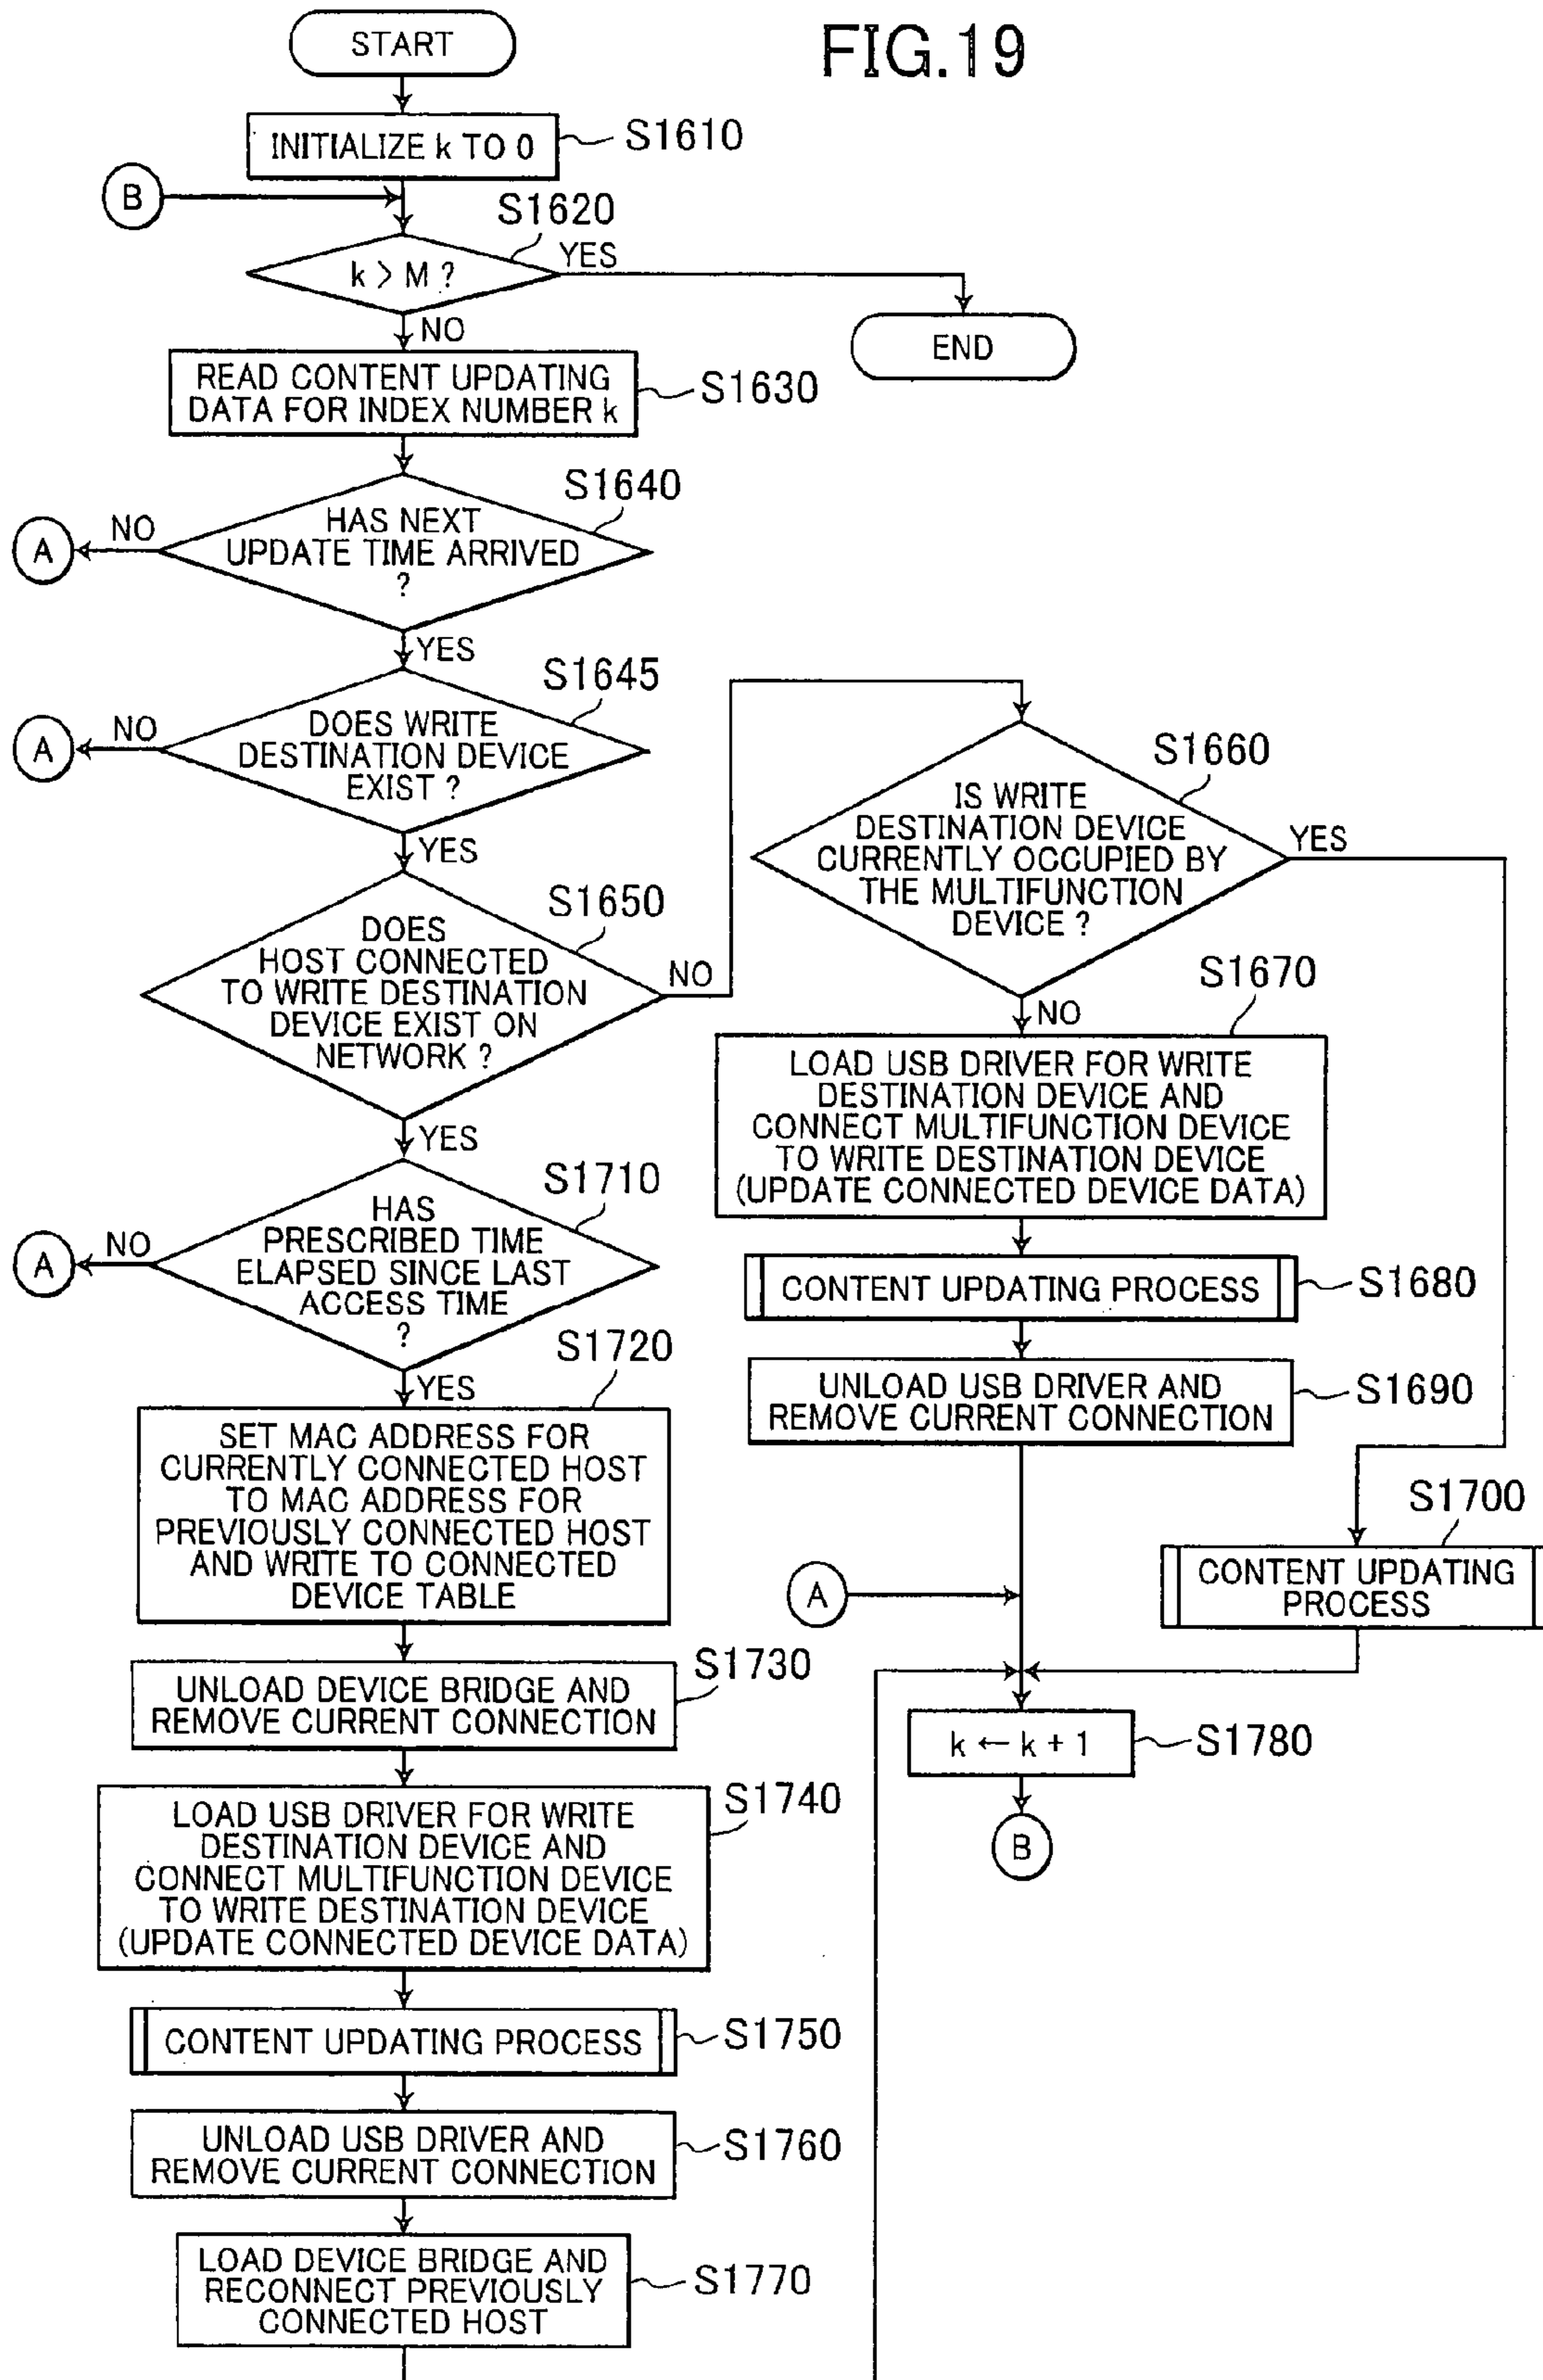 FIG.19
START
INITIALIZE k TO 0
S1610
B
S1620
k > M ?
YES
NO
END
READ CONTENT UPDATING
DATA FOR INDEX NUMBER k
S1630
S1640
HAS NEXT
UPDATE TIME ARRIVED
?
NO
A
YES
S1645
DOES WRITE
DESTINATION DEVICE
EXIST ?
NO
A
YES
S1650
DOES
HOST CONNECTED
TO WRITE DESTINATION
DEVICE EXIST ON
NETWORK ?
NO
YES
S1660
IS WRITE
DESTINATION DEVICE
CURRENTLY OCCUPIED BY
THE MULTIFUNCTION
DEVICE ?
YES
NO
S1670
LOAD USB DRIVER FOR WRITE
DESTINATION DEVICE AND
CONNECT MULTIFUNCTION DEVICE
TO WRITE DESTINATION DEVICE
(UPDATE CONNECTED DEVICE DATA)
CONTENT UPDATING PROCESS
S1680
UNLOAD USB DRIVER AND
REMOVE CURRENT CONNECTION
S1690
S1700
CONTENT UPDATING
PROCESS
S1710
HAS
PRESCRIBED TIME
ELAPSED SINCE LAST
ACCESS TIME
?
NO
A
YES
S1720
SET MAC ADDRESS FOR
CURRENTLY CONNECTED HOST
TO MAC ADDRESS FOR
PREVIOUSLY CONNECTED HOST
AND WRITE TO CONNECTED
DEVICE TABLE
S1730
UNLOAD DEVICE BRIDGE AND
REMOVE CURRENT CONNECTION
S1740
LOAD USB DRIVER FOR WRITE
DESTINATION DEVICE AND
CONNECT MULTIFUNCTION DEVICE
TO WRITE DESTINATION DEVICE
(UPDATE CONNECTED DEVICE DATA)
CONTENT UPDATING PROCESS
S1750
UNLOAD USB DRIVER AND
REMOVE CURRENT CONNECTION
S1760
LOAD DEVICE BRIDGE AND
RECONNECT PREVIOUSLY
CONNECTED HOST
S1770
A
k ← k + 1
S1780
B